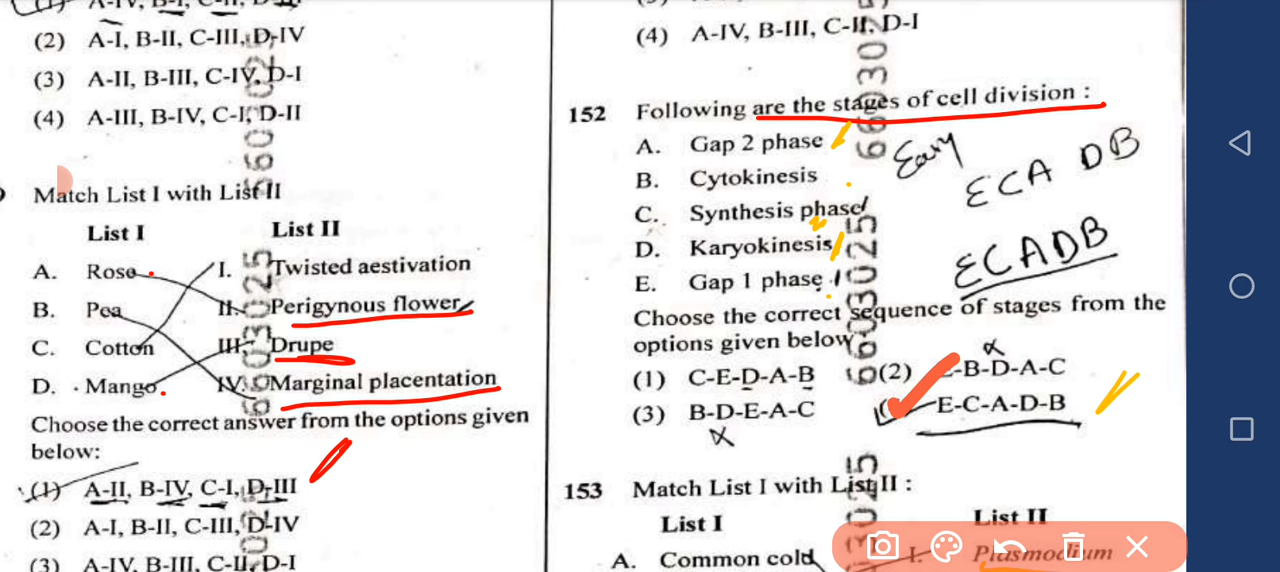 (2) A-I, B-II, C-III, D-IV
(3) A-II, B-III, C-IV, D-I
(4) A-III, B-IV, C-I, D-II
Match List I with List II
List I List II
A. Rose I. Twisted aestivation
B. Pea II. Perigynous flower
C. Cotton III. Drupe
D. Mango IV. Marginal placentation
Choose the correct answer from the options given
below:
(1) A-II, B-IV, C-I, D-III
(2) A-I, B-II, C-III, D-IV
(3) A-IV, B-III, C-II, D-I
(4) A-IV, B-III, C-II, D-I
152 Following are the stages of cell division :
A. Gap 2 phase
B. Cytokinesis
C. Synthesis phase
D. Karyokinesis
E. Gap 1 phase
Easy
ECA DB
ECADB
Choose the correct sequence of stages from the
options given below
(1) C-E-D-A-B (2) -B-D-A-C
(3) B-D-E-A-C E-C-A-D-B
153 Match List I with List II :
List I List II
A. Common cold I. Plasmodium
6603025